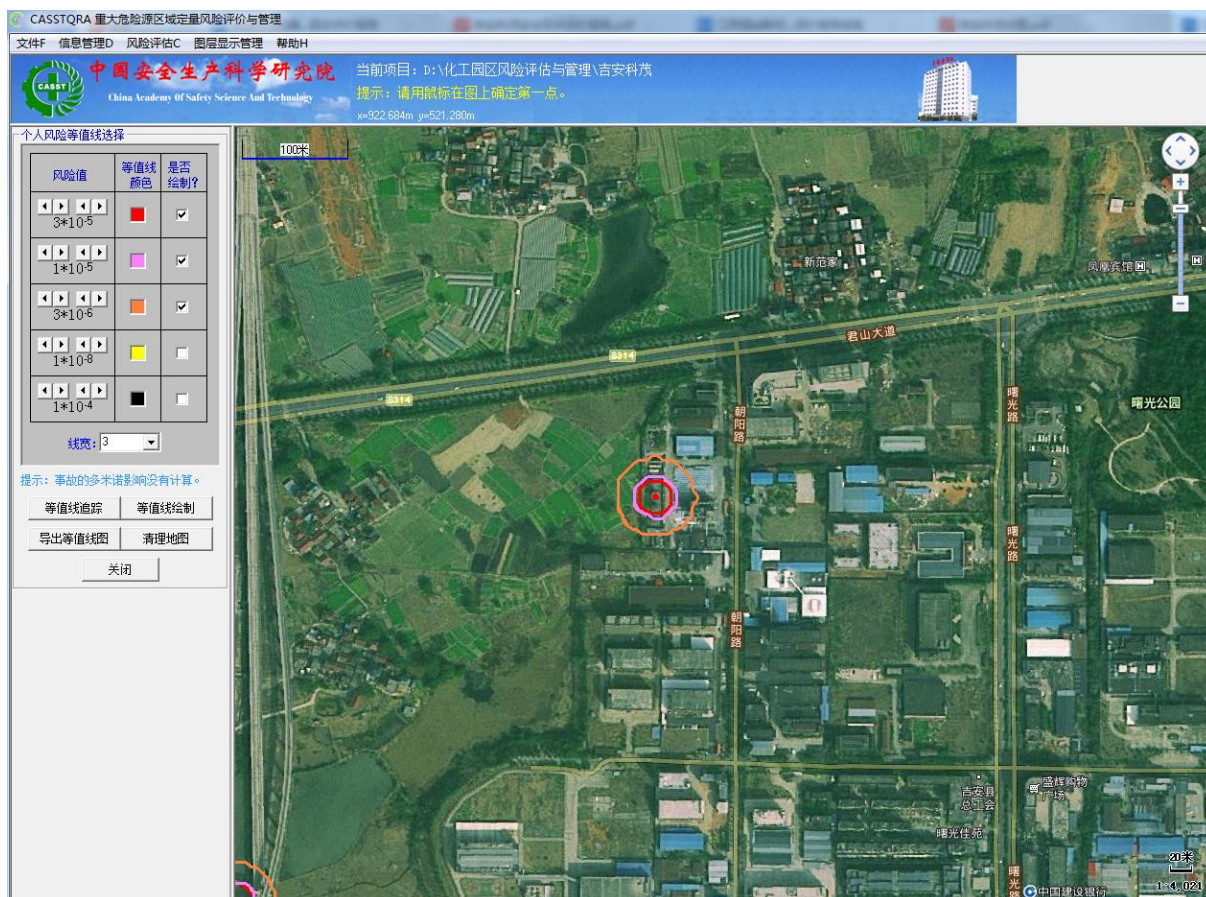 CASSTQRA 重大危险源区域定量风险评价与管理
文件F 信息管理D 风险评估C 图层显示管理 帮助H
CASST
中国安全生产科学研究院
China Academy Of Safety Science And Technology
当前项目：D:\化工园区风险评估与管理\吉安科茂
提示：请用鼠标在图上确定第一点。
x=922.684m y=521.280m
个人风险等值线选择
风险值 等值线颜色 是否绘制?
3*10-5
1*10-5
3*10-6
1*10-8
1*10-4
线宽： 3
提示：事故的多米诺影响没有计算。
等值线追踪 等值线绘制
导出等值线图 清理地图
关闭
100米
新范家
凤凰宾馆 H
H
君山大道
S314
S314
朝阳路
曙光路
曙光公园
曙光路
朝阳路
吉安县总工会
盛辉购物广场
曙光佳苑
曙光路
中国建设银行
20米
1:4,021